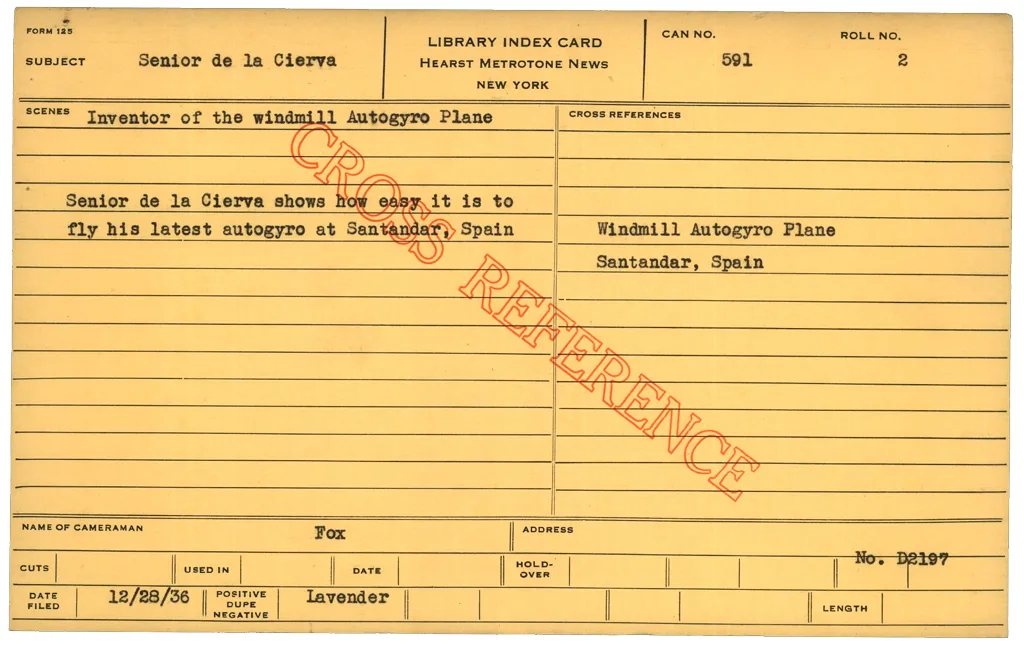 FORM 125
SUBJECT Senior de la Cierva
LIBRARY INDEX CARD
HEARST METROTONE NEWS
NEW YORK
CAN NO. ROLL NO.
591 2
SCENES Inventor of the windmill Autogyro Plane
CROSS REFERENCES
Senior de la Cierva shows how easy it is to
fly his latest autogyro at Santandar, Spain
Windmill Autogyro Plane
Santandar, Spain
CROSS REFERENCE
NAME OF CAMERAMAN Fox ADDRESS
No. D2197
CUTS USED IN DATE HOLD-
OVER
DATE
FILED 12/28/36 POSITIVE
DUPE
NEGATIVE Lavender LENGTH